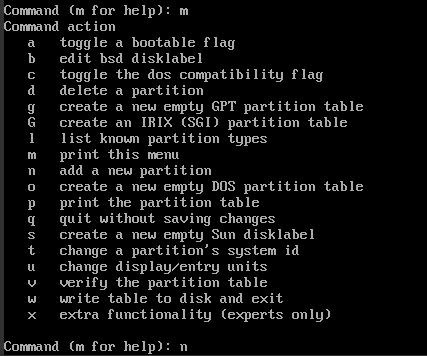 Command (m for help): m
Command action
a   toggle a bootable flag
b   edit bsd disklabel
c   toggle the dos compatibility flag
d   delete a partition
g   create a new empty GPT partition table
G   create an IRIX (SGI) partition table
l   list known partition types
m   print this menu
n   add a new partition
o   create a new empty DOS partition table
p   print the partition table
q   quit without saving changes
s   create a new empty Sun disklabel
t   change a partition's system id
u   change display/entry units
v   verify the partition table
w   write table to disk and exit
x   extra functionality (experts only)
Command (m for help): n